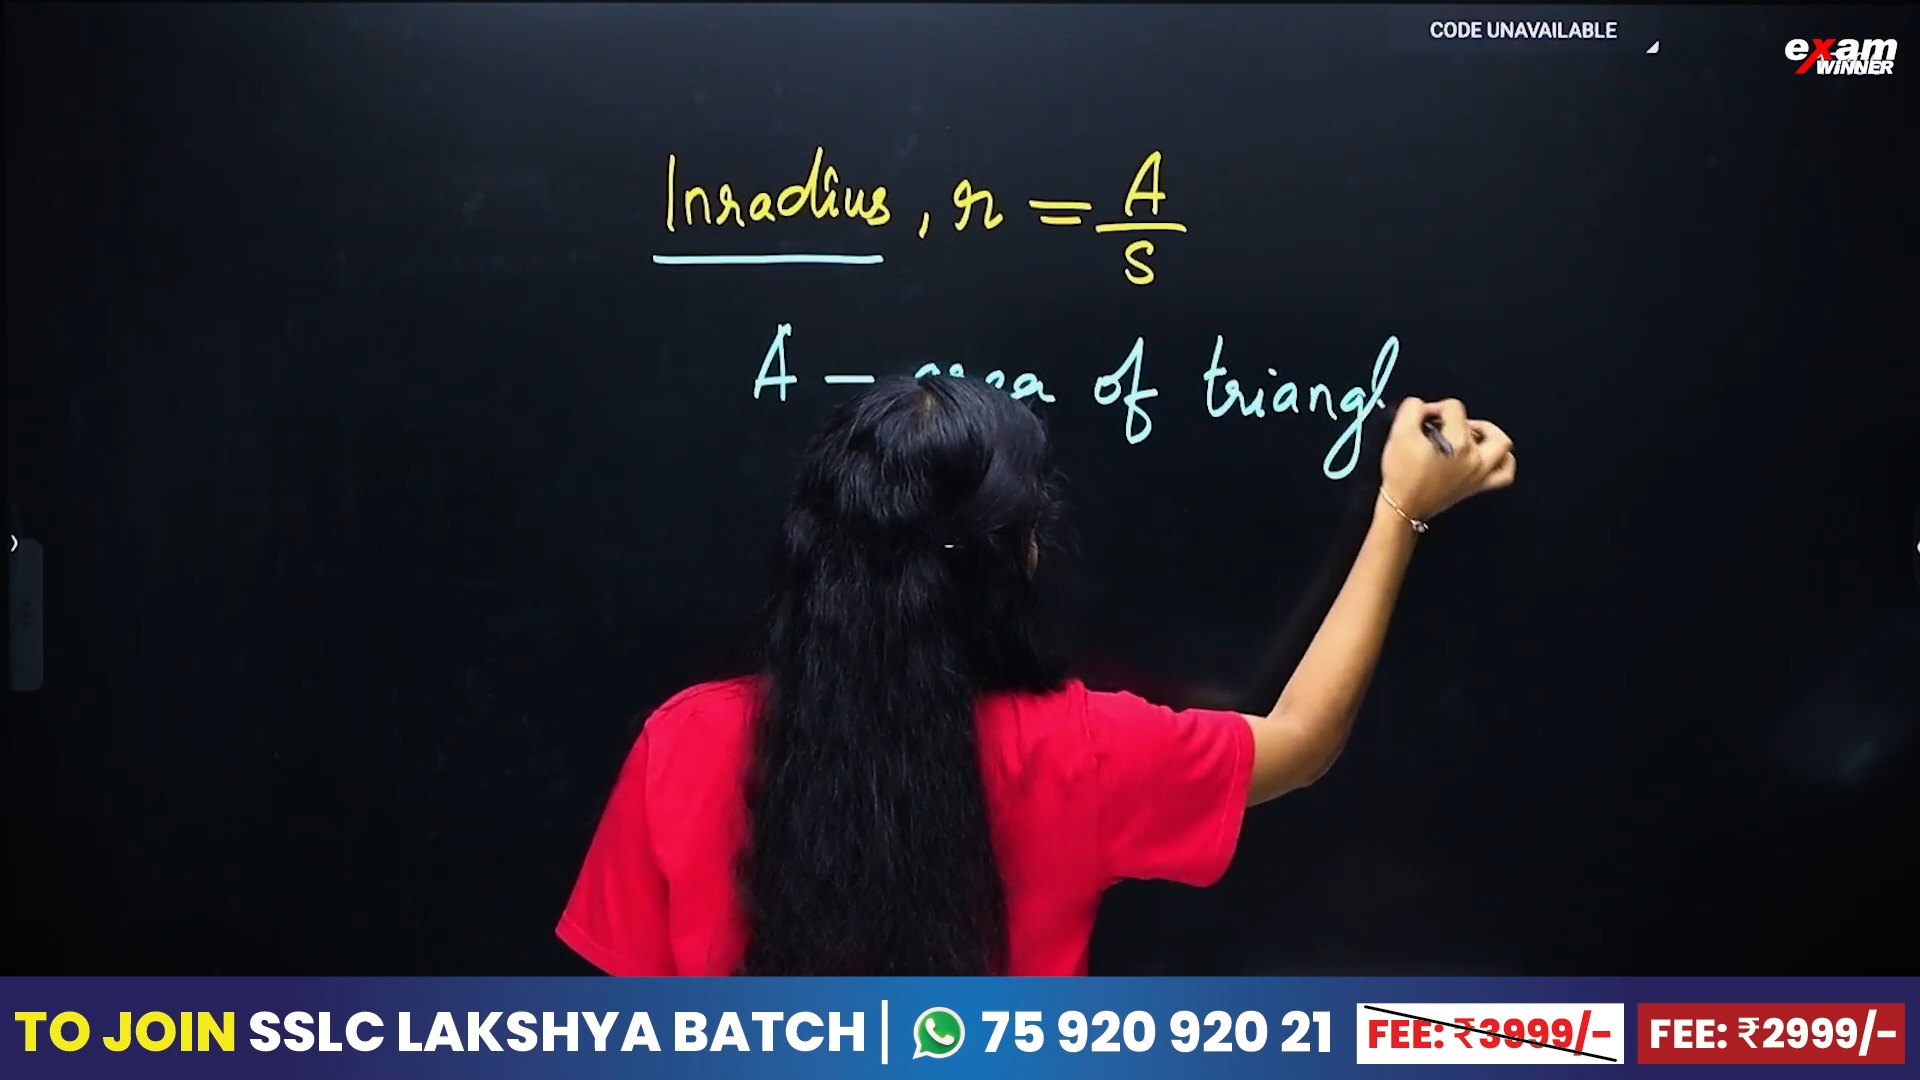 CODE UNAVAILABLE
exam
WINNER
Inradius, r = A
S
A — area of triangl
TO JOIN SSLC LAKSHYA BATCH | 75 920 920 21 FEE: ₹3999/- FEE: ₹2999/-